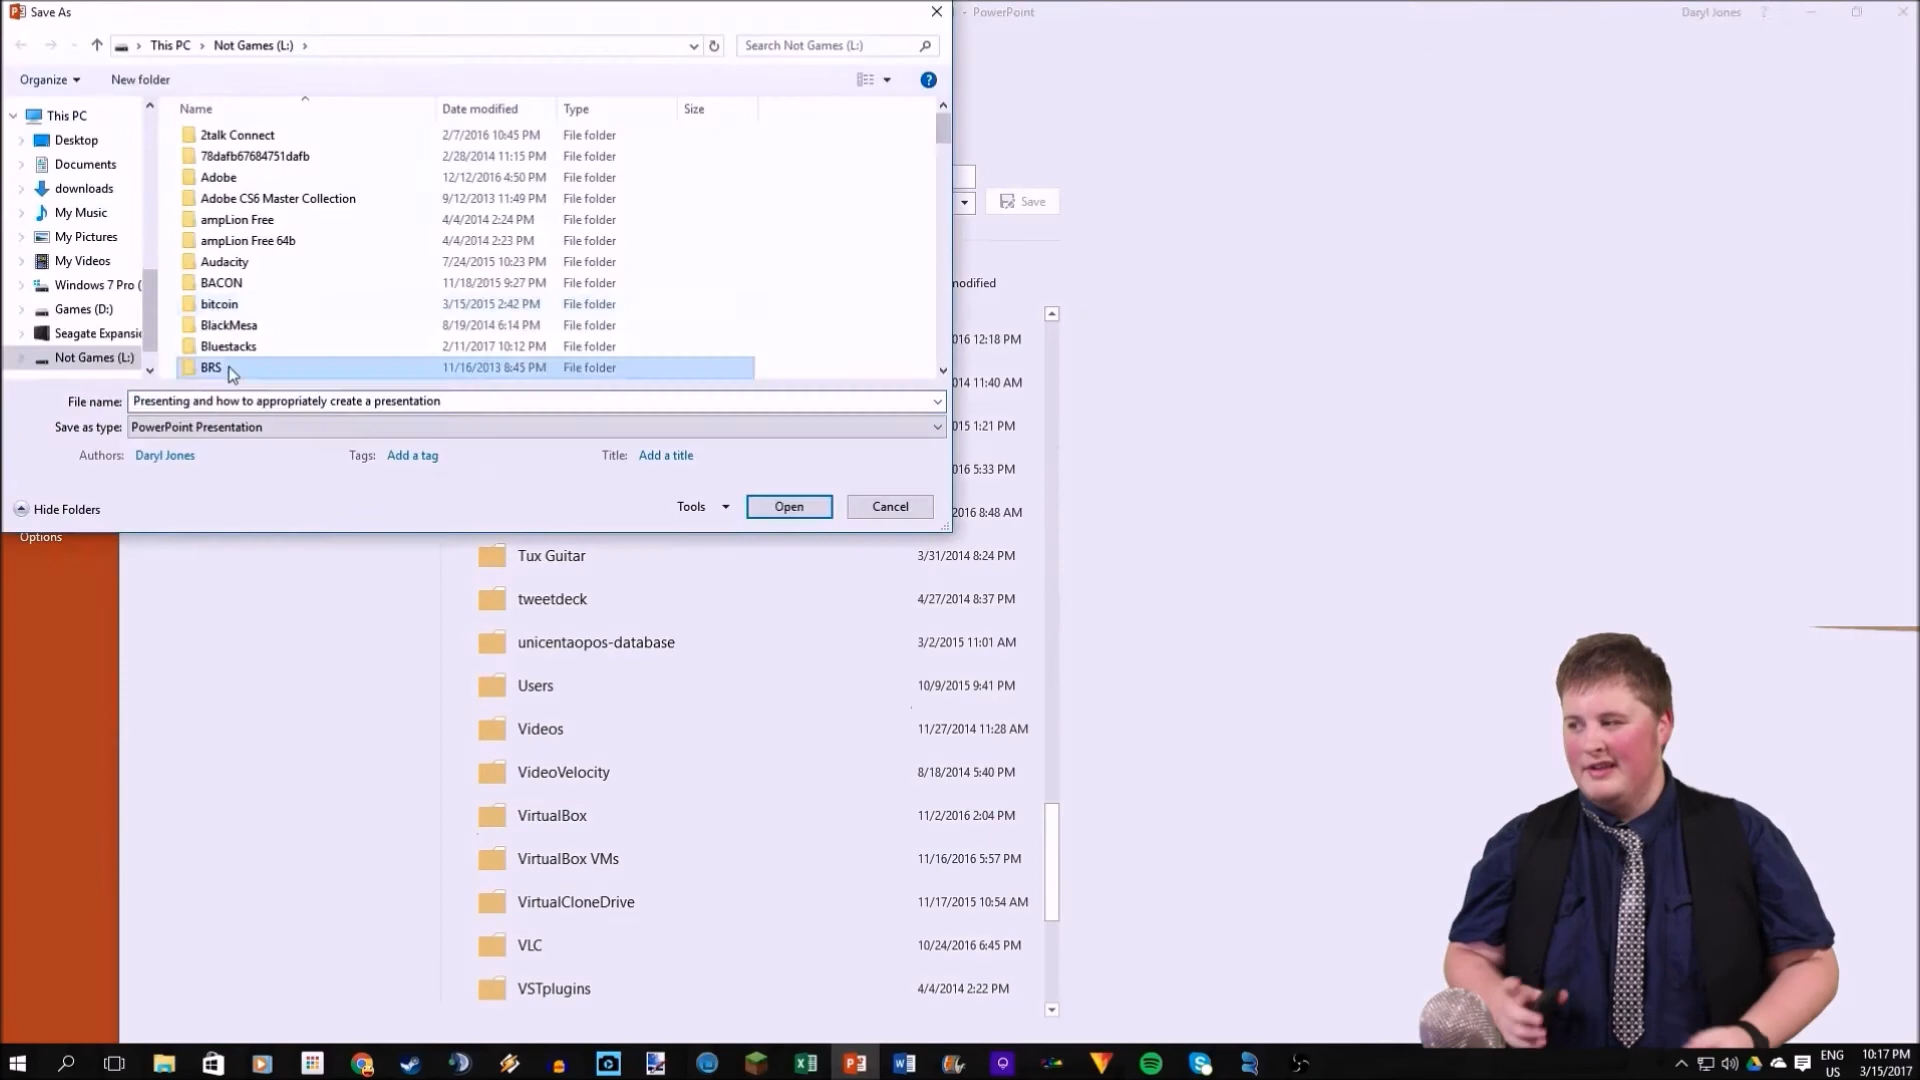 Save As
- PowerPoint
Daryl Jones
?
This PC
Not Games (L:)
Search Not Games (L:)
Organize
New folder
?
This PC
Desktop
Documents
downloads
My Music
My Pictures
My Videos
Windows 7 Pro (
Games (D:)
Seagate Expansi
Not Games (L:)
Name Date modified Type Size
2talk Connect 2/7/2016 10:45 PM File folder
78dafb67684751dafb 2/28/2014 11:15 PM File folder
Adobe 12/12/2016 4:50 PM File folder
Adobe CS6 Master Collection 9/12/2013 11:49 PM File folder
ampLion Free 4/4/2014 2:24 PM File folder
ampLion Free 64b 4/4/2014 2:23 PM File folder
Audacity 7/24/2015 10:23 PM File folder
BACON 11/18/2015 9:27 PM File folder
bitcoin 3/15/2015 2:42 PM File folder
BlackMesa 8/19/2014 6:14 PM File folder
Bluestacks 2/11/2017 10:12 PM File folder
BRS 11/16/2013 8:45 PM File folder
File name: Presenting and how to appropriately create a presentation
Save as type: PowerPoint Presentation
Authors: Daryl Jones
Tags: Add a tag
Title: Add a title
Hide Folders
Tools
Open
Cancel
Save
modified
016 12:18 PM
014 11:40 AM
015 1:21 PM
016 5:33 PM
016 8:48 AM
Options
Tux Guitar 3/31/2014 8:24 PM
tweetdeck 4/27/2014 8:37 PM
unicentaopos-database 3/2/2015 11:01 AM
Users 10/9/2015 9:41 PM
Videos 11/27/2014 11:28 AM
VideoVelocity 8/18/2014 5:40 PM
VirtualBox 11/2/2016 2:04 PM
VirtualBox VMs 11/16/2016 5:57 PM
VirtualCloneDrive 11/17/2015 10:54 AM
VLC 10/24/2016 6:45 PM
VSTplugins 4/4/2014 2:22 PM
ENG
US
10:17 PM
3/15/2017